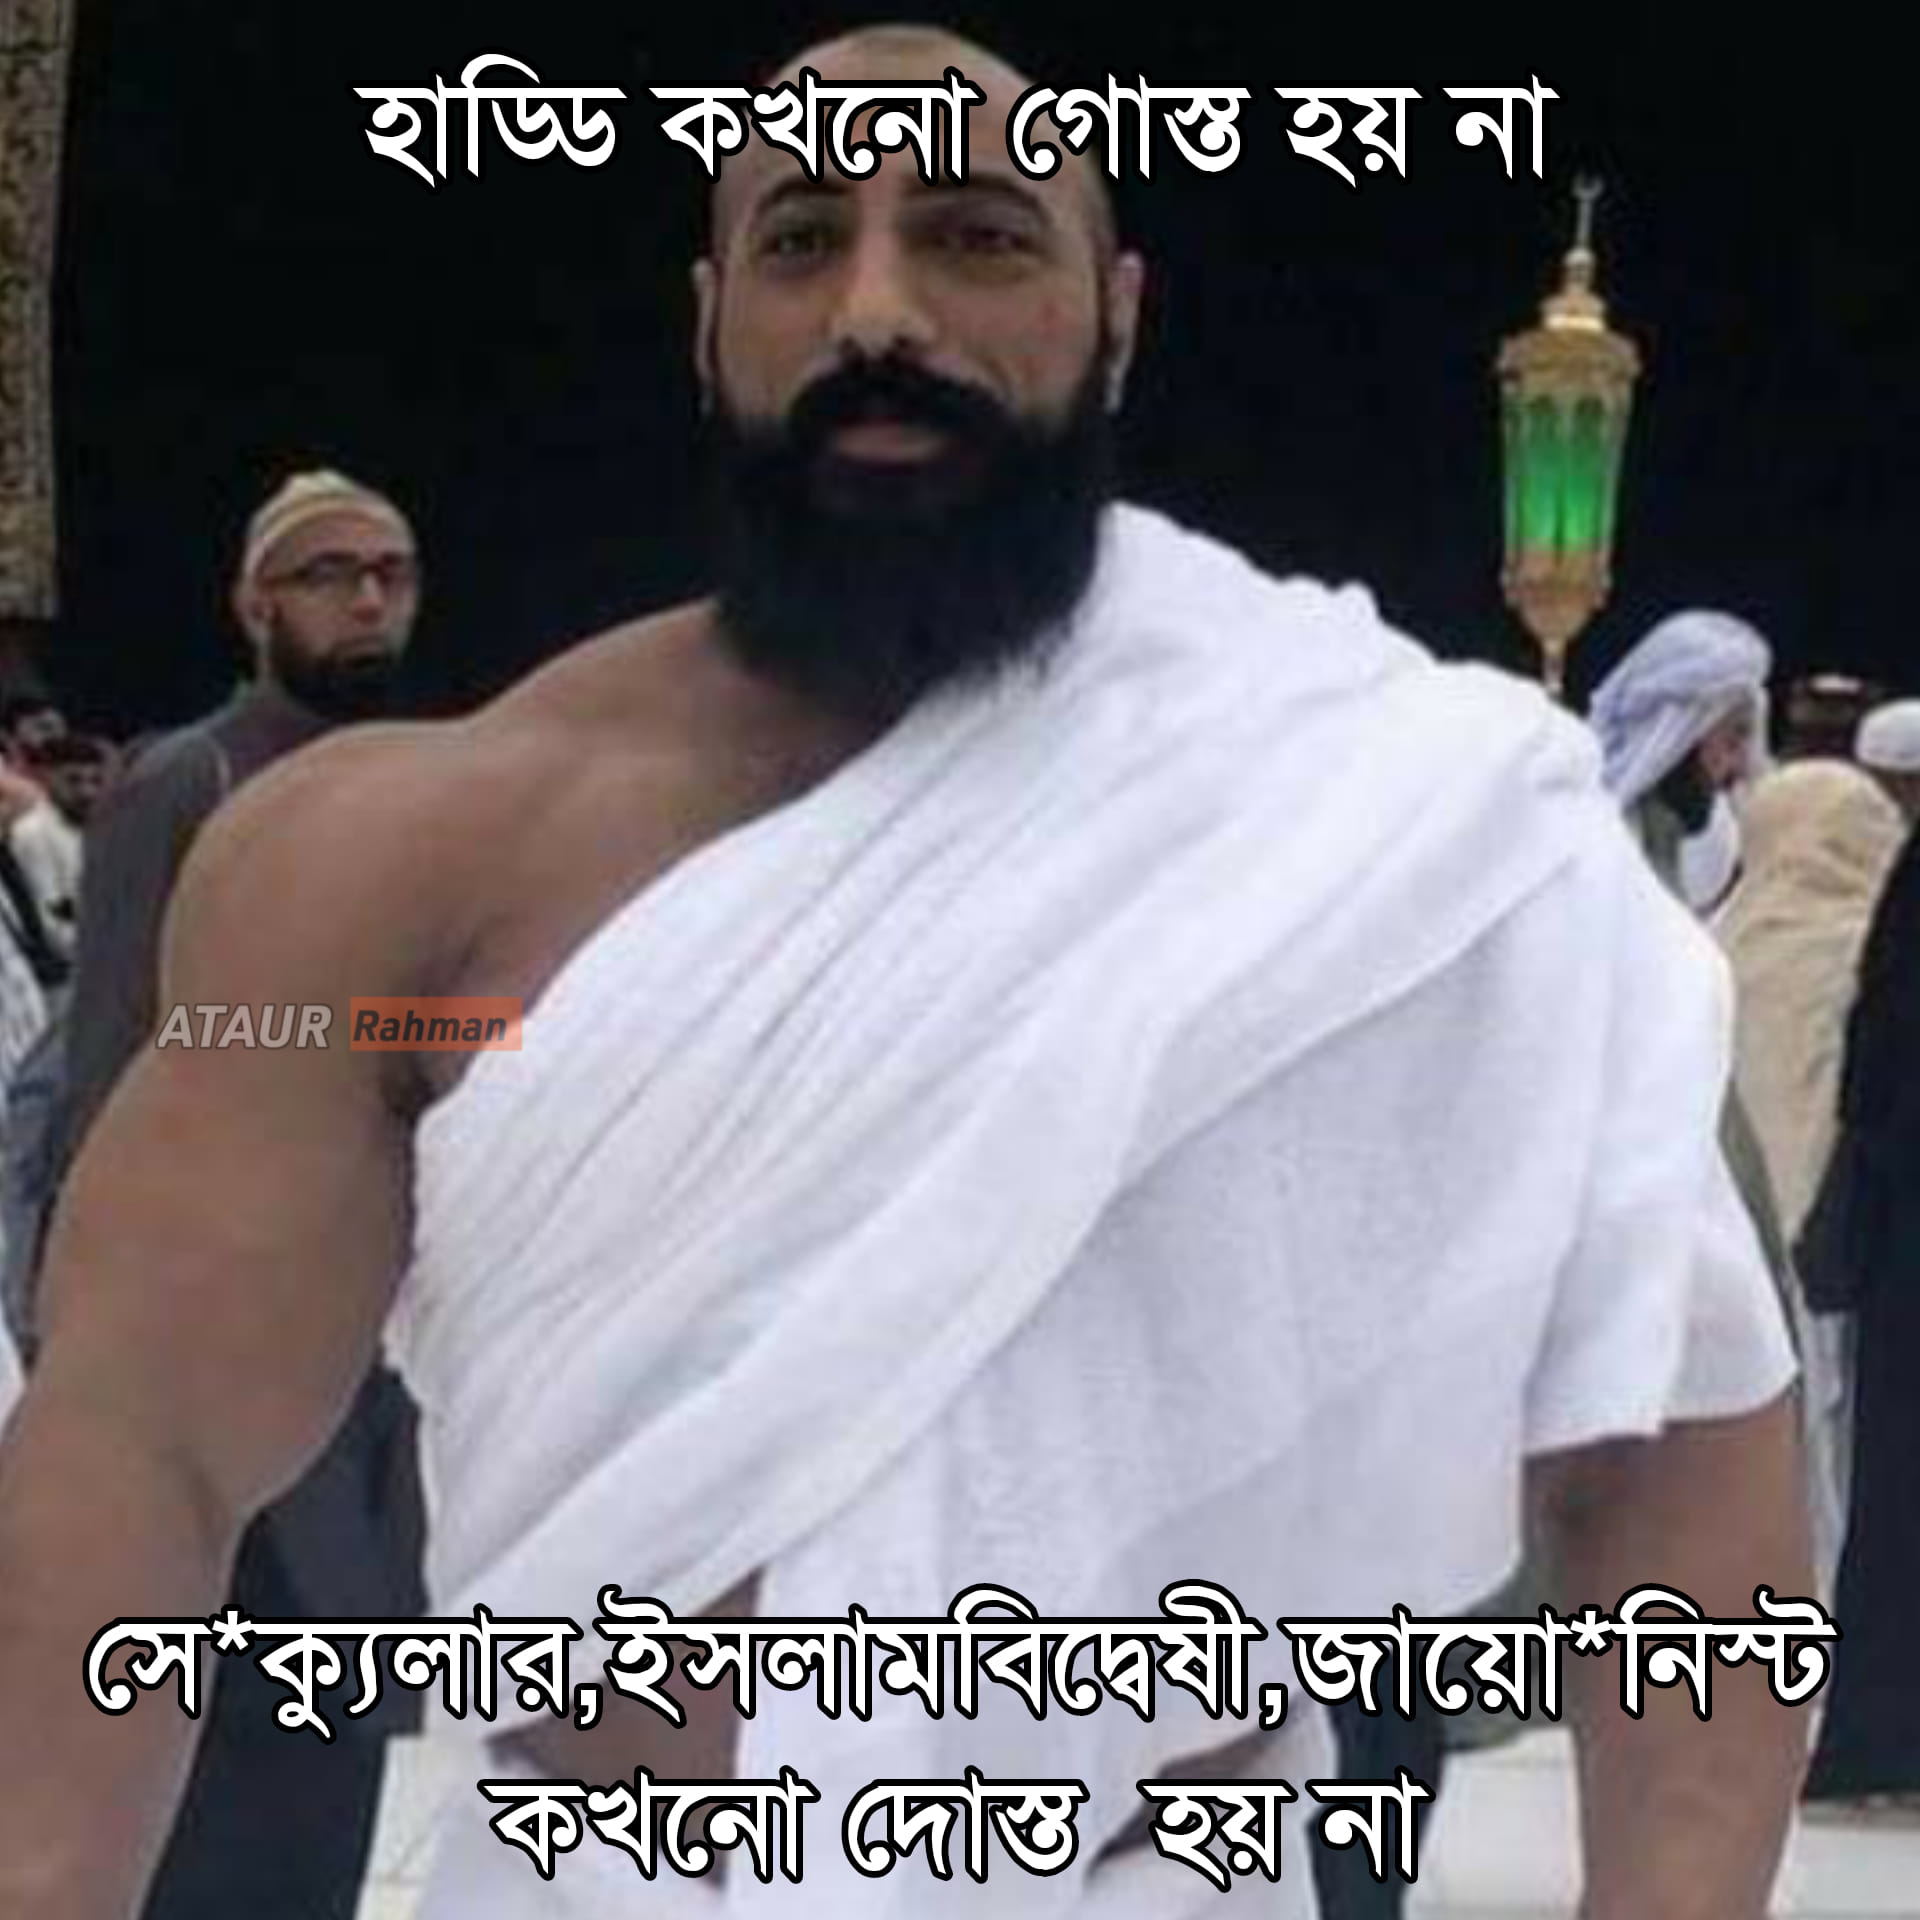 হাড্ডি কখনো গোস্ত হয় না
ATAUR Rahman
সে*ক্যুলার,ইসলামবিদ্বেষী,জায়ো*নিস্ট
কখনো দোস্ত হয় না